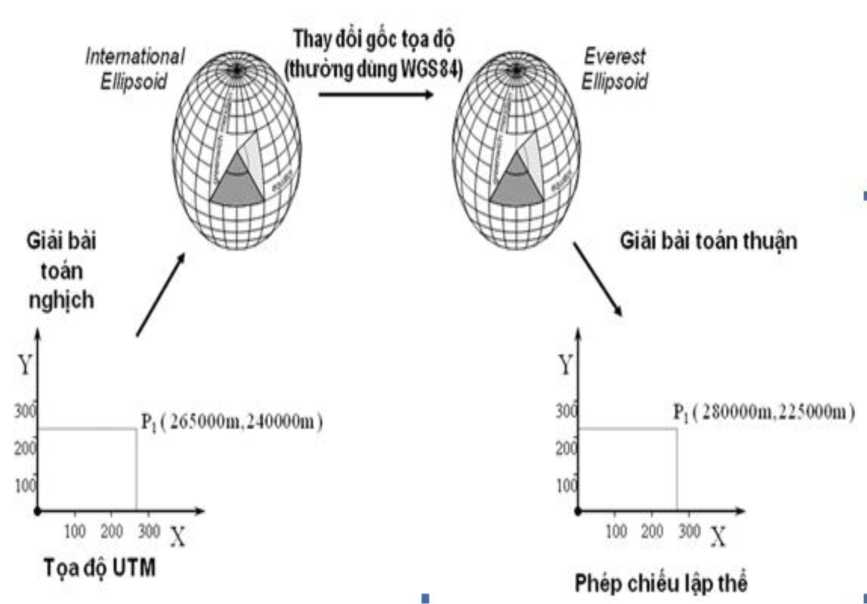 International
Ellipsoid
Thay đổi gốc tọa độ
(thường dùng WGS84)
Everest
Ellipsoid
Giải bài
toán
nghịch
Giải bài toán thuận
Y
300
200
100
P₁ ( 265000m,240000m )
100 200 300 X
Tọa độ UTM
Y
300
200
100
P₁ ( 280000m,225000m )
100 200 300 X
Phép chiếu lập thể